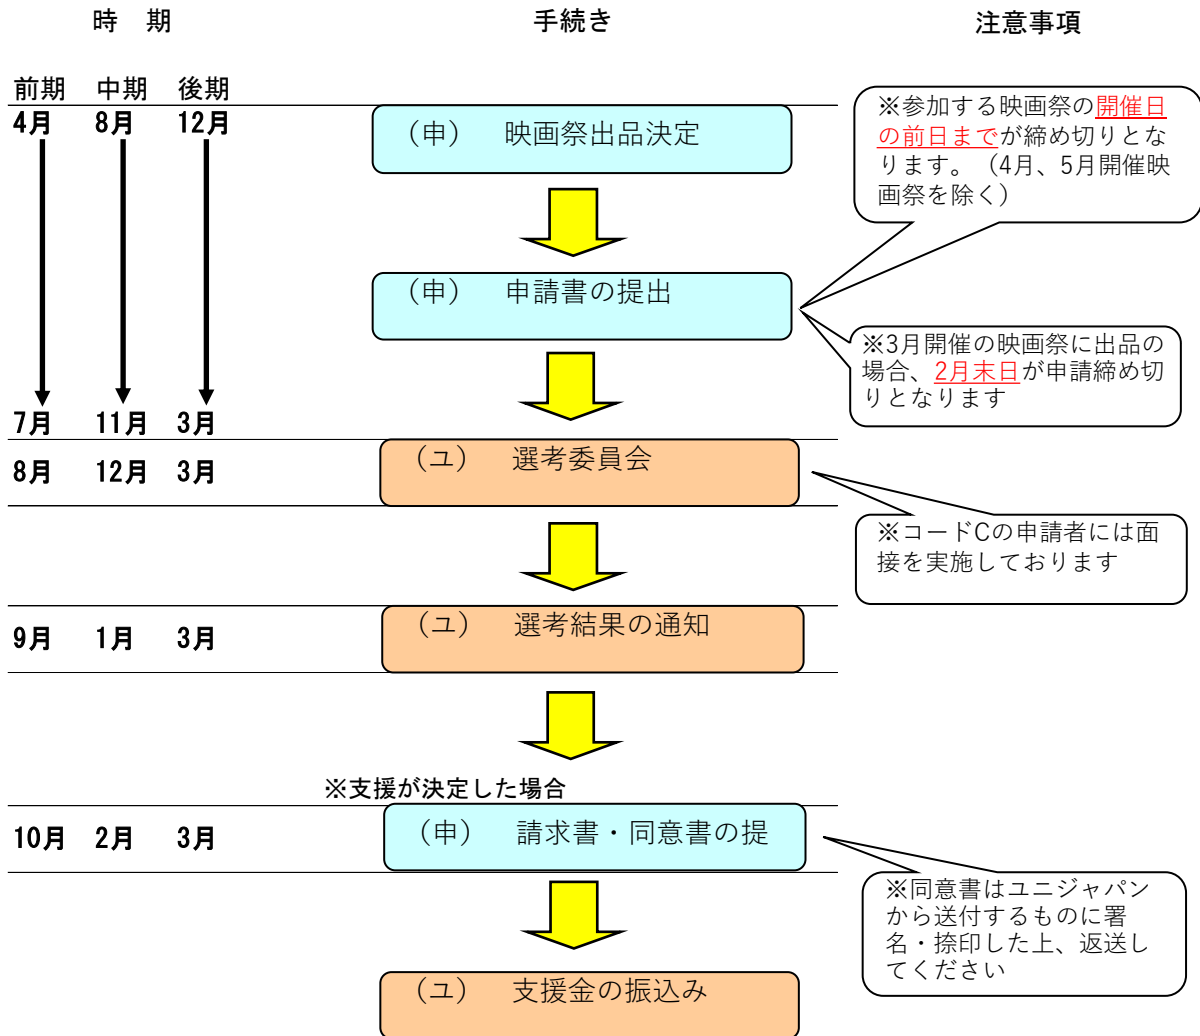 時　期　手続き　注意事項
前期　中期　後期
4月　8月　12月
（申）　映画祭出品決定
※参加する映画祭の開催日
の前日までが締め切りとな
ります。（4月、5月開催映
画祭を除く）
（申）　申請書の提出
※3月開催の映画祭に出品の
場合、2月末日が申請締め切
りとなります
7月　11月　3月
8月　12月　3月
（ユ）　選考委員会
※コードCの申請者には面
接を実施しております
9月　1月　3月
（ユ）　選考結果の通知
※支援が決定した場合
10月　2月　3月
（申）　請求書・同意書の提
※同意書はユニジャパン
から送付するものに署
名・捺印した上、返送し
てください
（ユ）　支援金の振込み